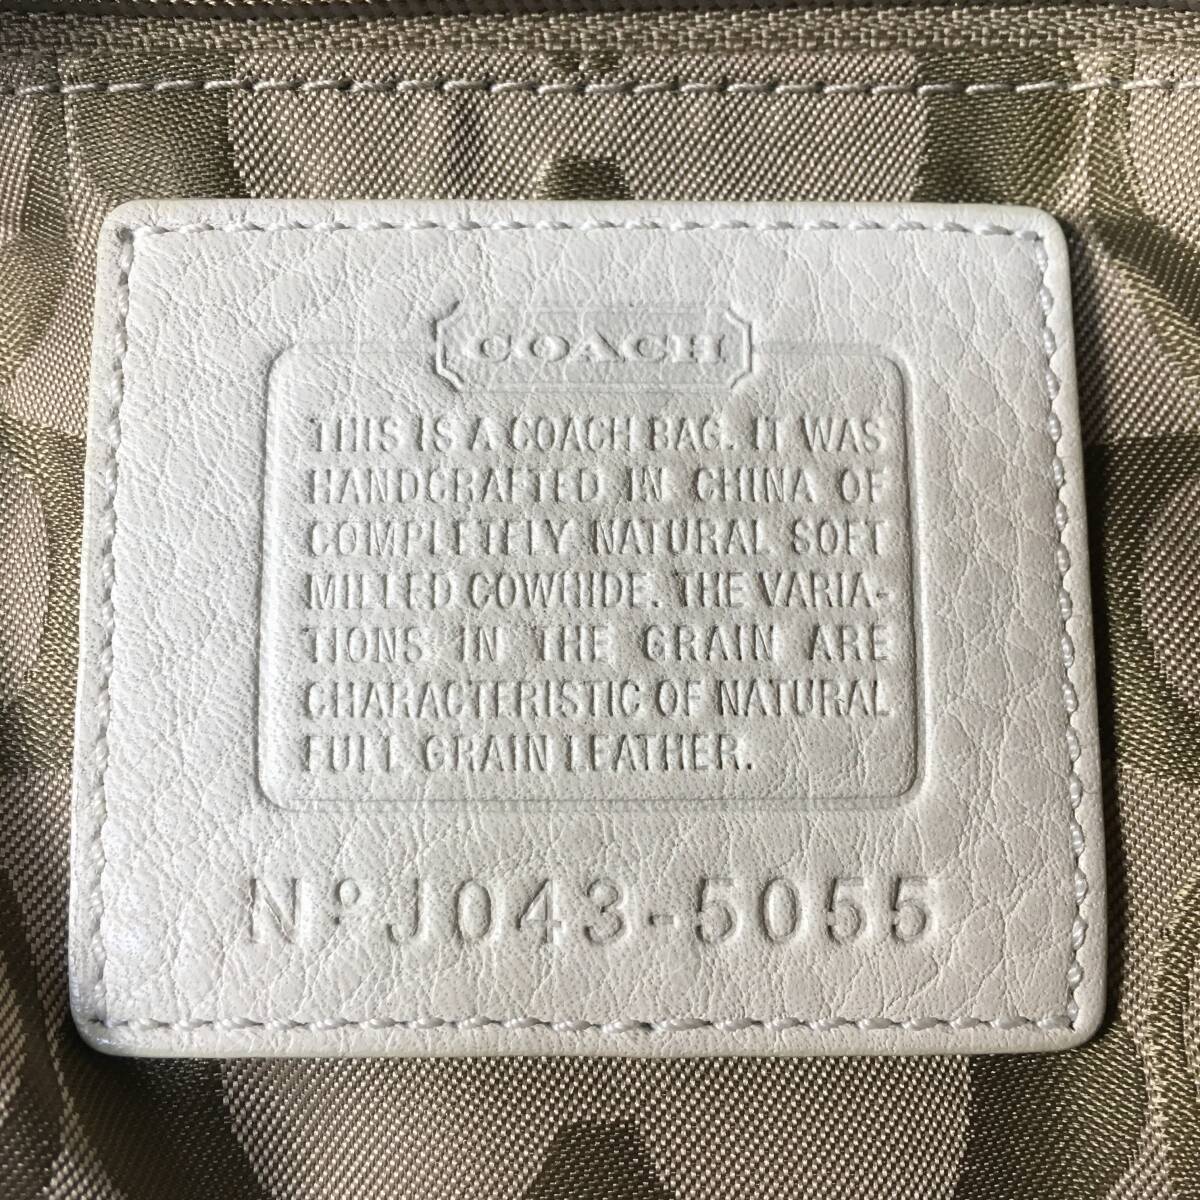 COACH
THIS IS A COACH BAG. IT WAS
HANDCRAFTED IN CHINA OF
COMPLETELY NATURAL SOFT
MILLED COWHIDE. THE VARIA-
TIONS IN THE GRAIN ARE
CHARACTERISTIC OF NATURAL
FULL GRAIN LEATHER.
Nº J043-5055